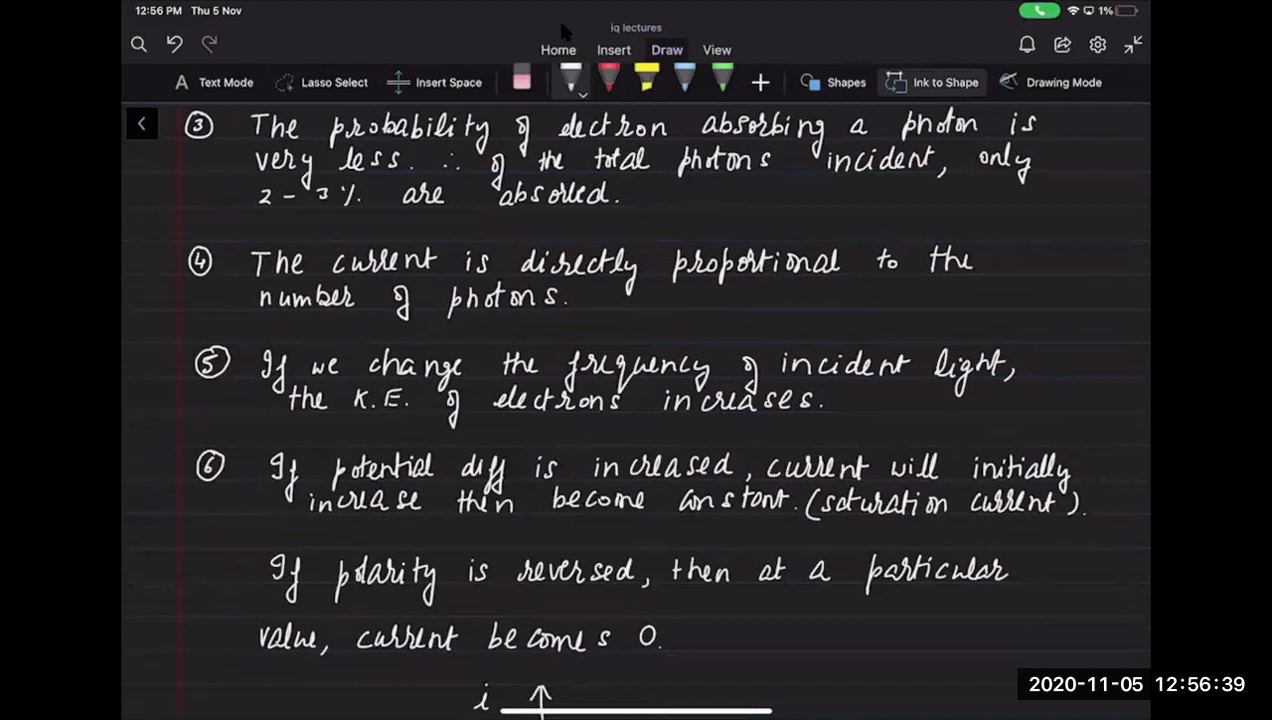 12:56 PM Thu 5 Nov
1%
iq lectures
Home Insert Draw View
Text Mode Lasso Select Insert Space Shapes Ink to Shape Drawing Mode
③ The probability of electron absorbing a photon is
very less. ∴ of the total photons incident, only
2 - 3 % are absorbed.
④ The current is directly proportional to the
number of photons.
⑤ If we change the frequency of incident light,
the K.E. of electrons increases.
⑥ If potential diff is increased, current will initially
increase then become constant. (saturation current).
If polarity is reversed, then at a particular
value, current becomes 0.
i
2020-11-05 12:56:39